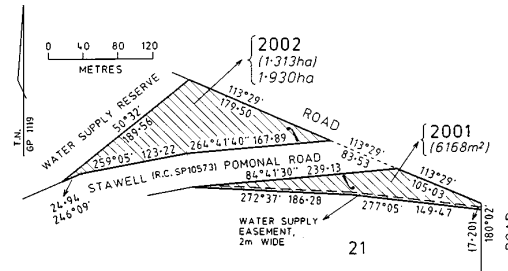 0 40 80 120
METRES
T.N.
GP 1119
WATER SUPPLY RESERVE
50°32'
189·56
2002
(1·313ha)
1·930ha
113°29'
179·50
ROAD
259°05' 123·22
264°41'40" 167·89
113°29'
83·53
2001
(6168m²)
STAWELL (R.C. SP10573) POMONAL ROAD
24·94
246°09'
84°41'30" 239·13
113°29'
105·03
272°37' 186·28
277°05' 149·47
WATER SUPPLY
EASEMENT,
2m WIDE
21
(7·20)
180°02'
ROAD